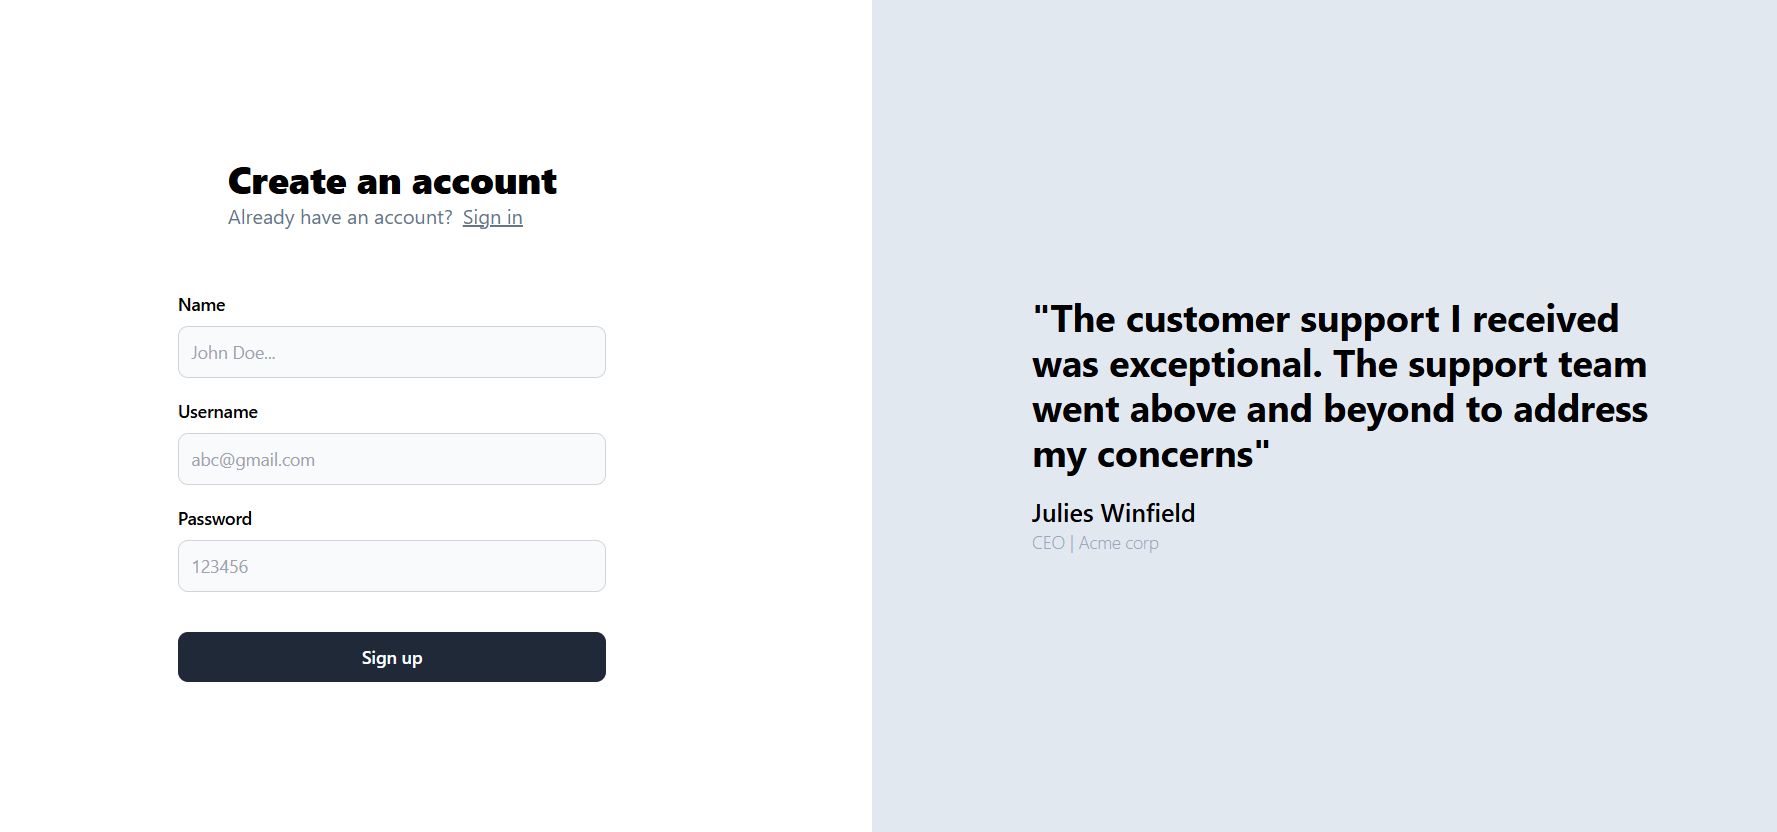 Create an account
Already have an account? Sign in
Name
John Doe...
Username
abc@gmail.com
Password
123456
Sign up
"The customer support I received
was exceptional. The support team
went above and beyond to address
my concerns"
Julies Winfield
CEO | Acme corp